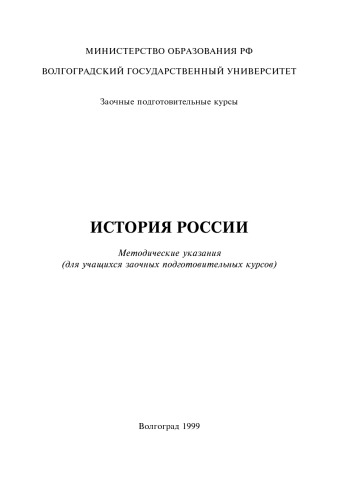 МИНИСТЕРСТВО ОБРАЗОВАНИЯ РФ
ВОЛГОГРАДСКИЙ ГОСУДАРСТВЕННЫЙ УНИВЕРСИТЕТ
Заочные подготовительные курсы
ИСТОРИЯ РОССИИ
Методические указания
(для учащихся заочных подготовительных курсов)
Волгоград 1999